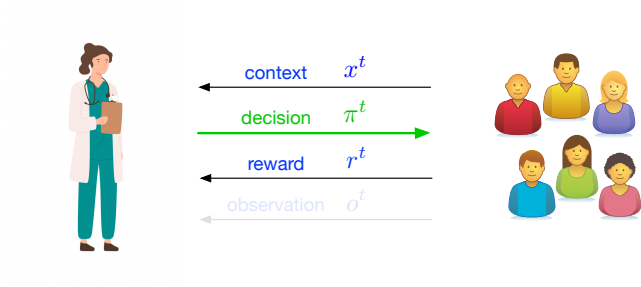 context x^t
decision π^t
reward r^t
observation o^t